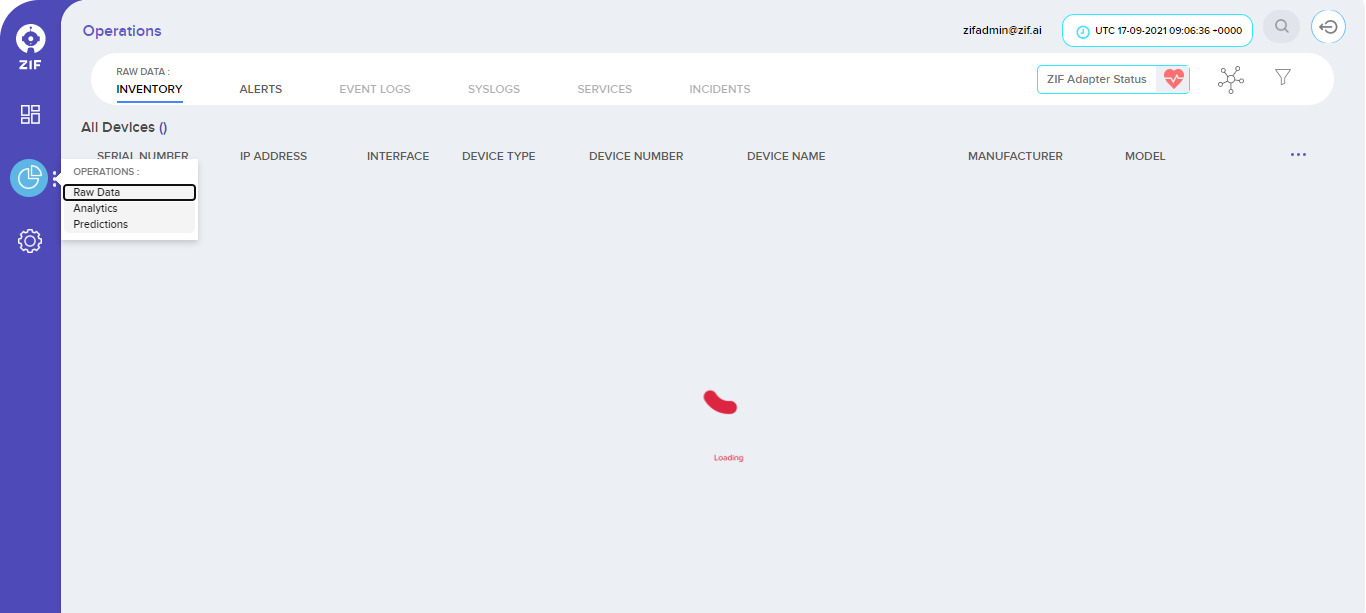 ZIF
Operations
zifadmin@zif.ai
UTC 17-09-2021 09:06:36 +0000
RAW DATA :
INVENTORY
ALERTS
EVENT LOGS
SYSLOGS
SERVICES
INCIDENTS
ZIF Adapter Status
All Devices ()
SERIAL NUMBER
IP ADDRESS
INTERFACE
DEVICE TYPE
DEVICE NUMBER
DEVICE NAME
MANUFACTURER
MODEL
OPERATIONS :
Raw Data
Analytics
Predictions
Loading